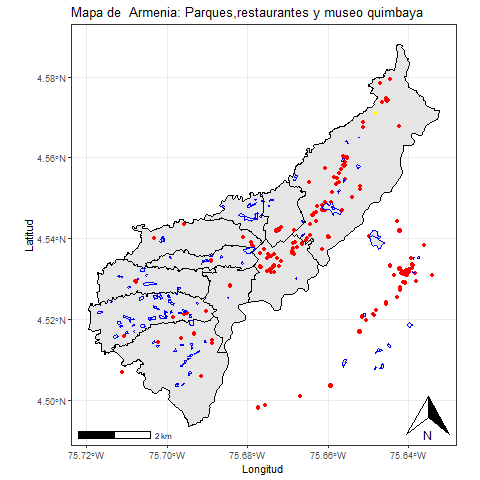 Mapa de  Armenia: Parques,restaurantes y museo quimbaya
4.58°N
4.56°N
4.54°N
4.52°N
4.50°N
Latitud
2 km
N
75.72°W 75.70°W 75.68°W 75.66°W 75.64°W
Longitud